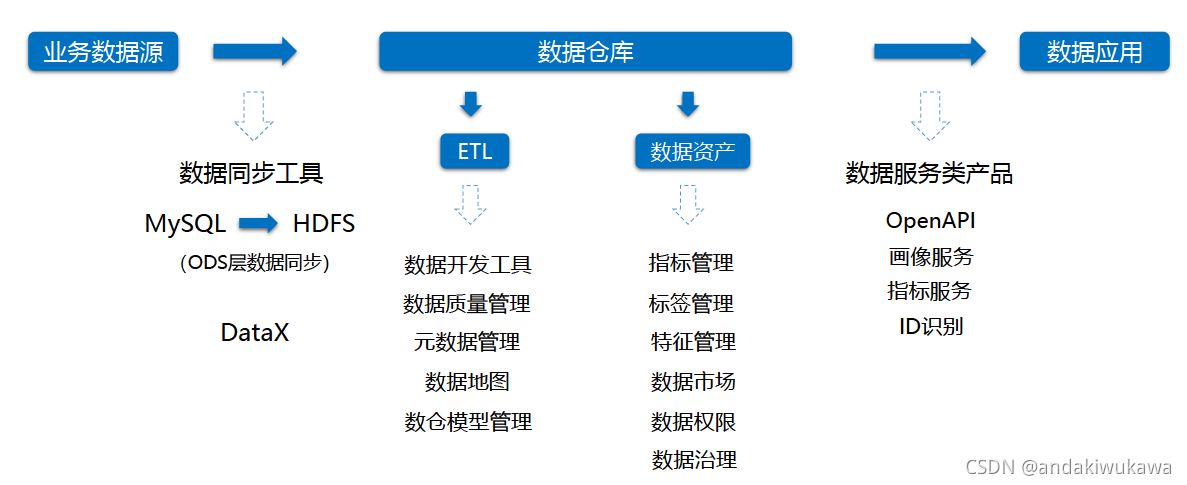 业务数据源
数据仓库
数据应用
数据同步工具
MySQL HDFS
（ODS层数据同步）
DataX
ETL
数据开发工具
数据质量管理
元数据管理
数据地图
数仓模型管理
数据资产
指标管理
标签管理
特征管理
数据市场
数据权限
数据治理
数据服务类产品
OpenAPI
画像服务
指标服务
ID识别
CSDN @andakiwukawa